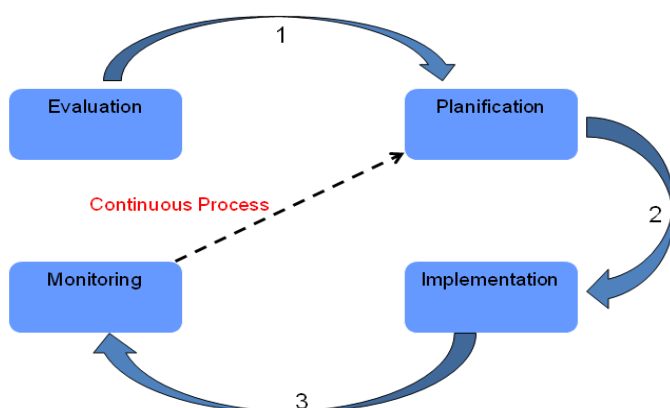 1
Evaluation
Planification
Continuous Process
2
Monitoring
Implementation
3